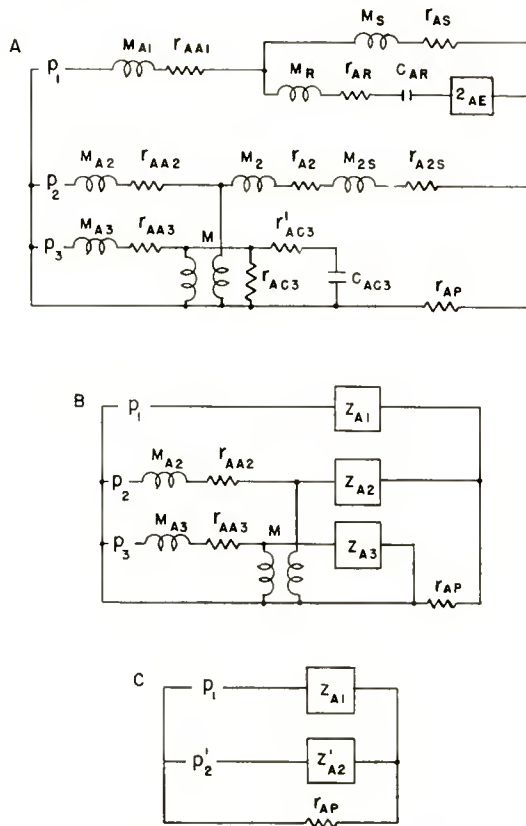 A
M_S r_AS
p_1 M_A1 r_AA1
M_R r_AR C_AR 2_AE
M_A2 r_AA2 M_2 r_A2 M_2S r_A2S
p_2
M_A3 r_AA3 M r'_AC3
p_3
r_AC3 C_AC3
r_AP
B
p_1 Z_A1
M_A2 r_AA2
p_2 Z_A2
M_A3 r_AA3 M
p_3 Z_A3
r_AP
C
p_1 Z_A1
p'_2 Z'_A2
r_AP